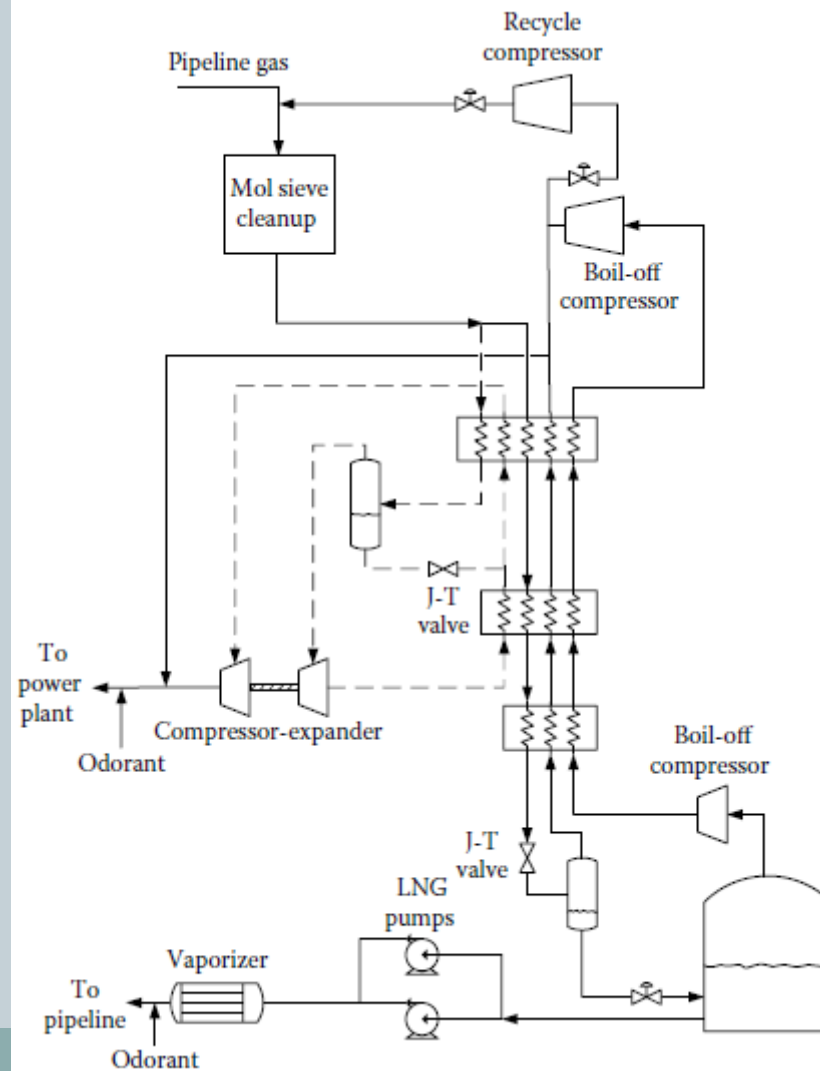 Recycle
compressor
Pipeline gas
Mol sieve
cleanup
Boil-off
compressor
J-T
valve
To
power
plant
Compressor-expander
Odorant
Boil-off
compressor
J-T
valve
LNG
pumps
Vaporizer
To
pipeline
Odorant